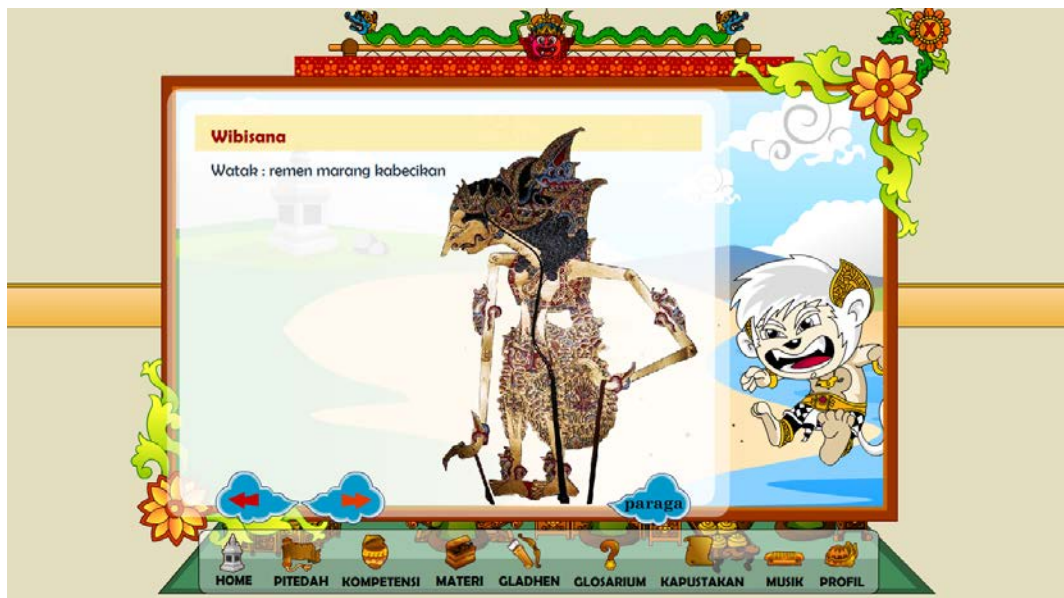 X
Wibisana
Watak : remen marang kabecikan
paraga
HOME PITEDAH KOMPETENSI MATERI GLADHEN GLOSARIUM KAPUSTAKAN MUSIK PROFIL